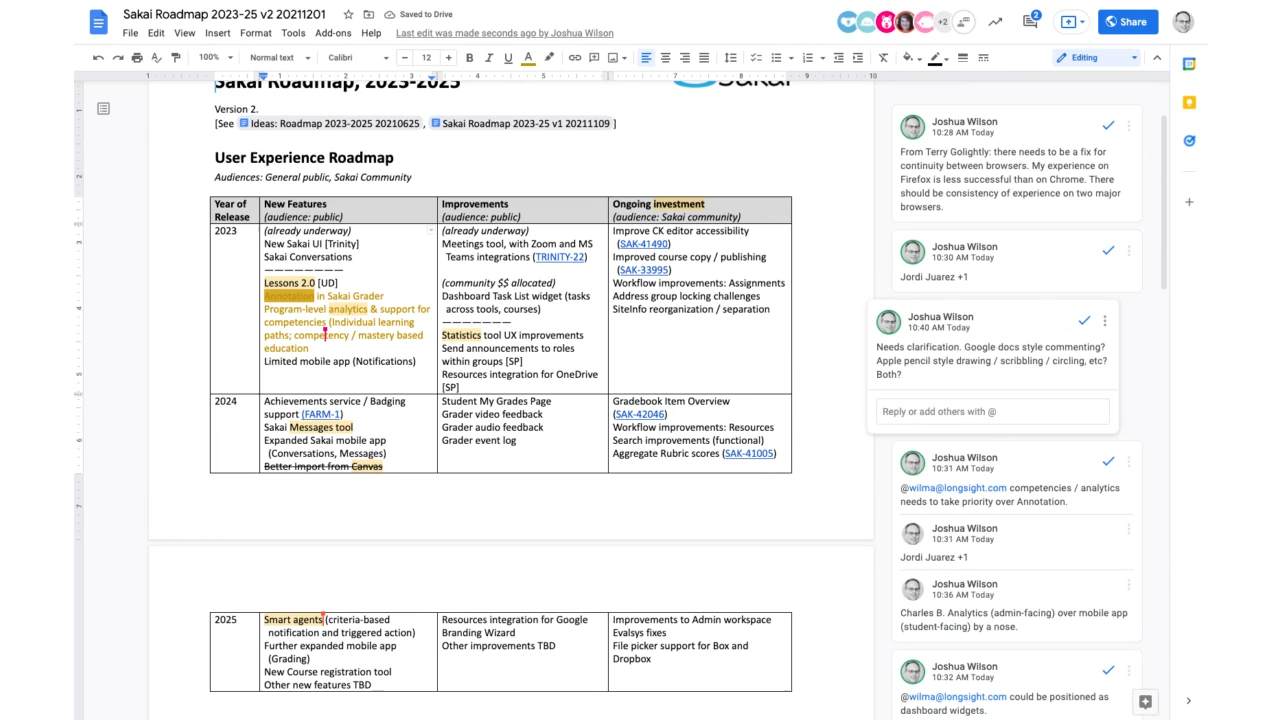 Sakai Roadmap 2023-25 v2 20211201
Saved to Drive
+2
2
Share
File Edit View Insert Format Tools Add-ons Help
Last edit was made seconds ago by Joshua Wilson
100% Normal text Calibri 12 B I U A
Editing
1 1 2 3 4 5 6 7 8 9 10
Sakai Roadmap, 2023-2025
sakai
Version 2.
[See Ideas: Roadmap 2023-2025 20210625 , Sakai Roadmap 2023-25 v1 20211109 ]
User Experience Roadmap
Audiences: General public, Sakai Community
Year of Release
New Features
(audience: public)
Improvements
(audience: public)
Ongoing investment
(audience: Sakai community)
2023
(already underway)
New Sakai UI [Trinity]
Sakai Conversations
————————
Lessons 2.0 [UD]
Annotation in Sakai Grader
Program-level analytics & support for
competencies (Individual learning
paths; competency / mastery based
education
Limited mobile app (Notifications)
(already underway)
Meetings tool, with Zoom and MS
Teams integrations (TRINITY-22)
(community $$ allocated)
Dashboard Task List widget (tasks
across tools, courses)
———————
Statistics tool UX improvements
Send announcements to roles
within groups [SP]
Resources integration for OneDrive
[SP]
Improve CK editor accessibility
(SAK-41490)
Improved course copy / publishing
(SAK-33995)
Workflow improvements: Assignments
Address group locking challenges
SiteInfo reorganization / separation
2024
Achievements service / Badging
support (FARM-1)
Sakai Messages tool
Expanded Sakai mobile app
(Conversations, Messages)
Better Import from Canvas
Student My Grades Page
Grader video feedback
Grader audio feedback
Grader event log
Gradebook Item Overview
(SAK-42046)
Workflow improvements: Resources
Search improvements (functional)
Aggregate Rubric scores (SAK-41005)
2025
Smart agents (criteria-based
notification and triggered action)
Further expanded mobile app
(Grading)
New Course registration tool
Other new features TBD
Resources integration for Google
Branding Wizard
Other improvements TBD
Improvements to Admin workspace
Evalsys fixes
File picker support for Box and
Dropbox
Joshua Wilson
10:28 AM Today
From Terry Golightly: there needs to be a fix for
continuity between browsers. My experience on
Firefox is less successful than on Chrome. There
should be consistency of experience on two major
browsers.
Joshua Wilson
10:30 AM Today
Jordi Juarez +1
Joshua Wilson
10:40 AM Today
Needs clarification. Google docs style commenting?
Apple pencil style drawing / scribbling / circling, etc?
Both?
Reply or add others with @
Joshua Wilson
10:31 AM Today
@wilma@longsight.com competencies / analytics
needs to take priority over Annotation.
Joshua Wilson
10:31 AM Today
Jordi Juarez +1
Joshua Wilson
10:36 AM Today
Charles B. Analytics (admin-facing) over mobile app
(student-facing) by a nose.
Joshua Wilson
10:32 AM Today
@wilma@longsight.com could be positioned as
dashboard widgets.